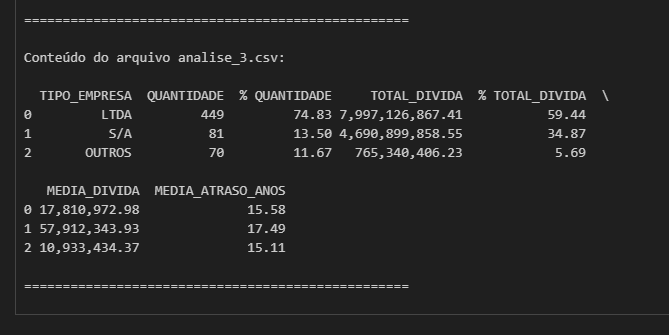 ==================================================
Conteúdo do arquivo analise_3.csv:
  TIPO_EMPRESA  QUANTIDADE  % QUANTIDADE     TOTAL_DIVIDA  % TOTAL_DIVIDA  \
0         LTDA         449         74.83 7,997,126,867.41           59.44
1          S/A          81         13.50 4,690,899,858.55           34.87
2       OUTROS          70         11.67   765,340,406.23            5.69
   MEDIA_DIVIDA  MEDIA_ATRASO_ANOS
0 17,810,972.98              15.58
1 57,912,343.93              17.49
2 10,933,434.37              15.11
==================================================